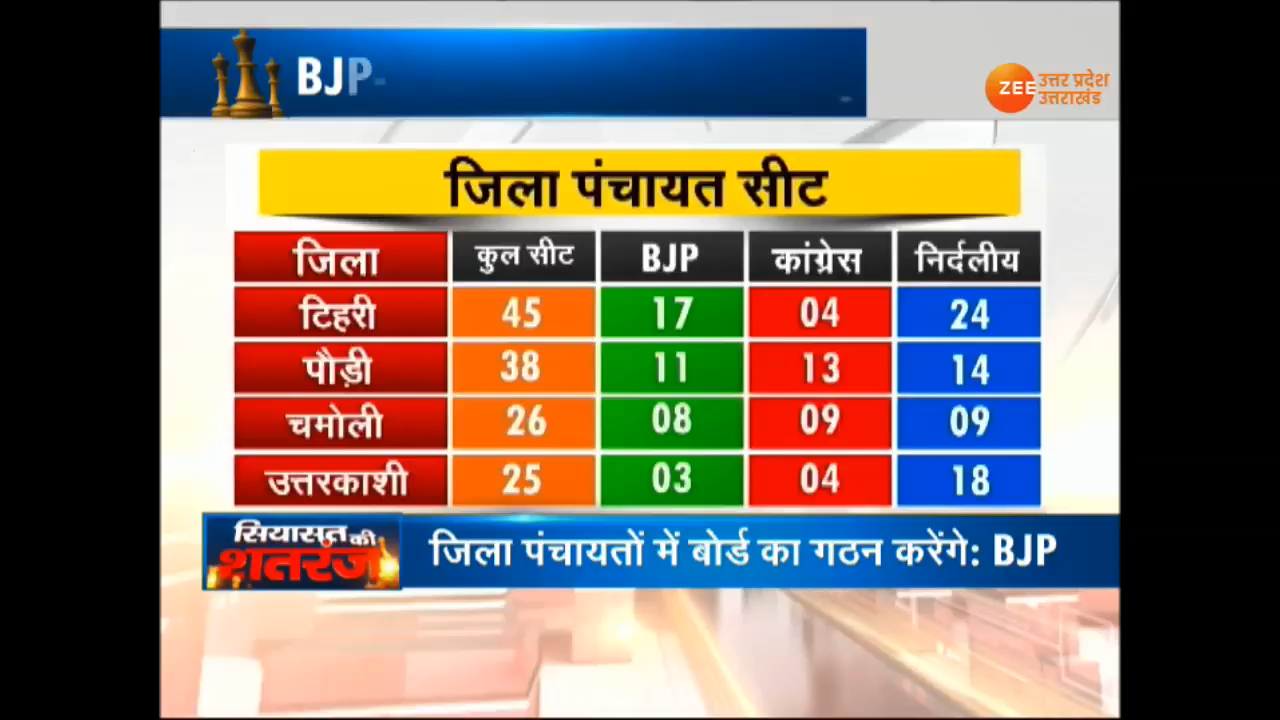 BJP-
ZEE उत्तर प्रदेश
उत्तराखंड
जिला पंचायत सीट
जिला कुल सीट BJP कांग्रेस निर्दलीय
टिहरी 45 17 04 24
पौड़ी 38 11 13 14
चमोली 26 08 09 09
उत्तरकाशी 25 03 04 18
सियासत की
शतरंज
जिला पंचायतों में बोर्ड का गठन करेंगे: BJP